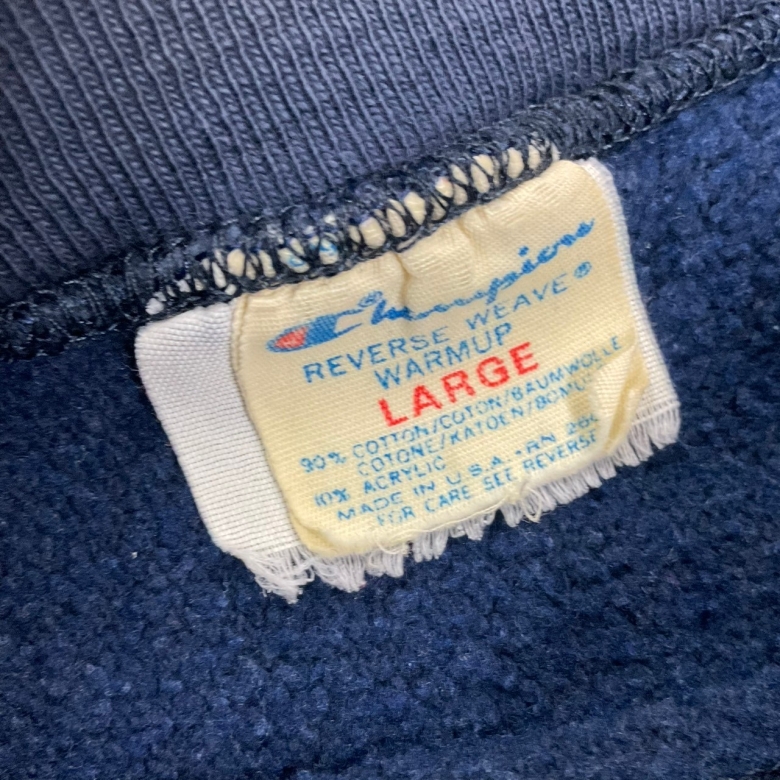 Champion
REVERSE WEAVE®
WARMUP
LARGE
90% COTTON/COTON/BAUMWOLLE
COTONE/KATOEN/
10% ACRYLIC
MADE IN U.S.A. - RN
FOR CARE SEE REVERSE